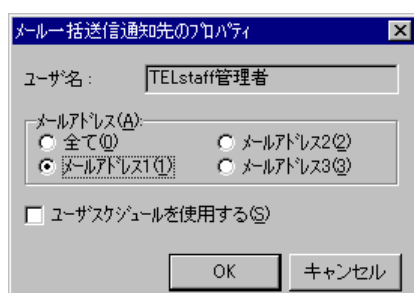 メール一括送信通知先のﾌﾟﾛﾊﾟﾃｨ
ﾕｰｻﾞ名： TELstaff管理者
ﾒｰﾙｱﾄﾞﾚｽ(A):
全て(0) ﾒｰﾙｱﾄﾞﾚｽ2(2)
ﾒｰﾙｱﾄﾞﾚｽ1(1) ﾒｰﾙｱﾄﾞﾚｽ3(3)
ﾕｰｻﾞｽｹｼﾞｭｰﾙを使用する(S)
OK キャンセル